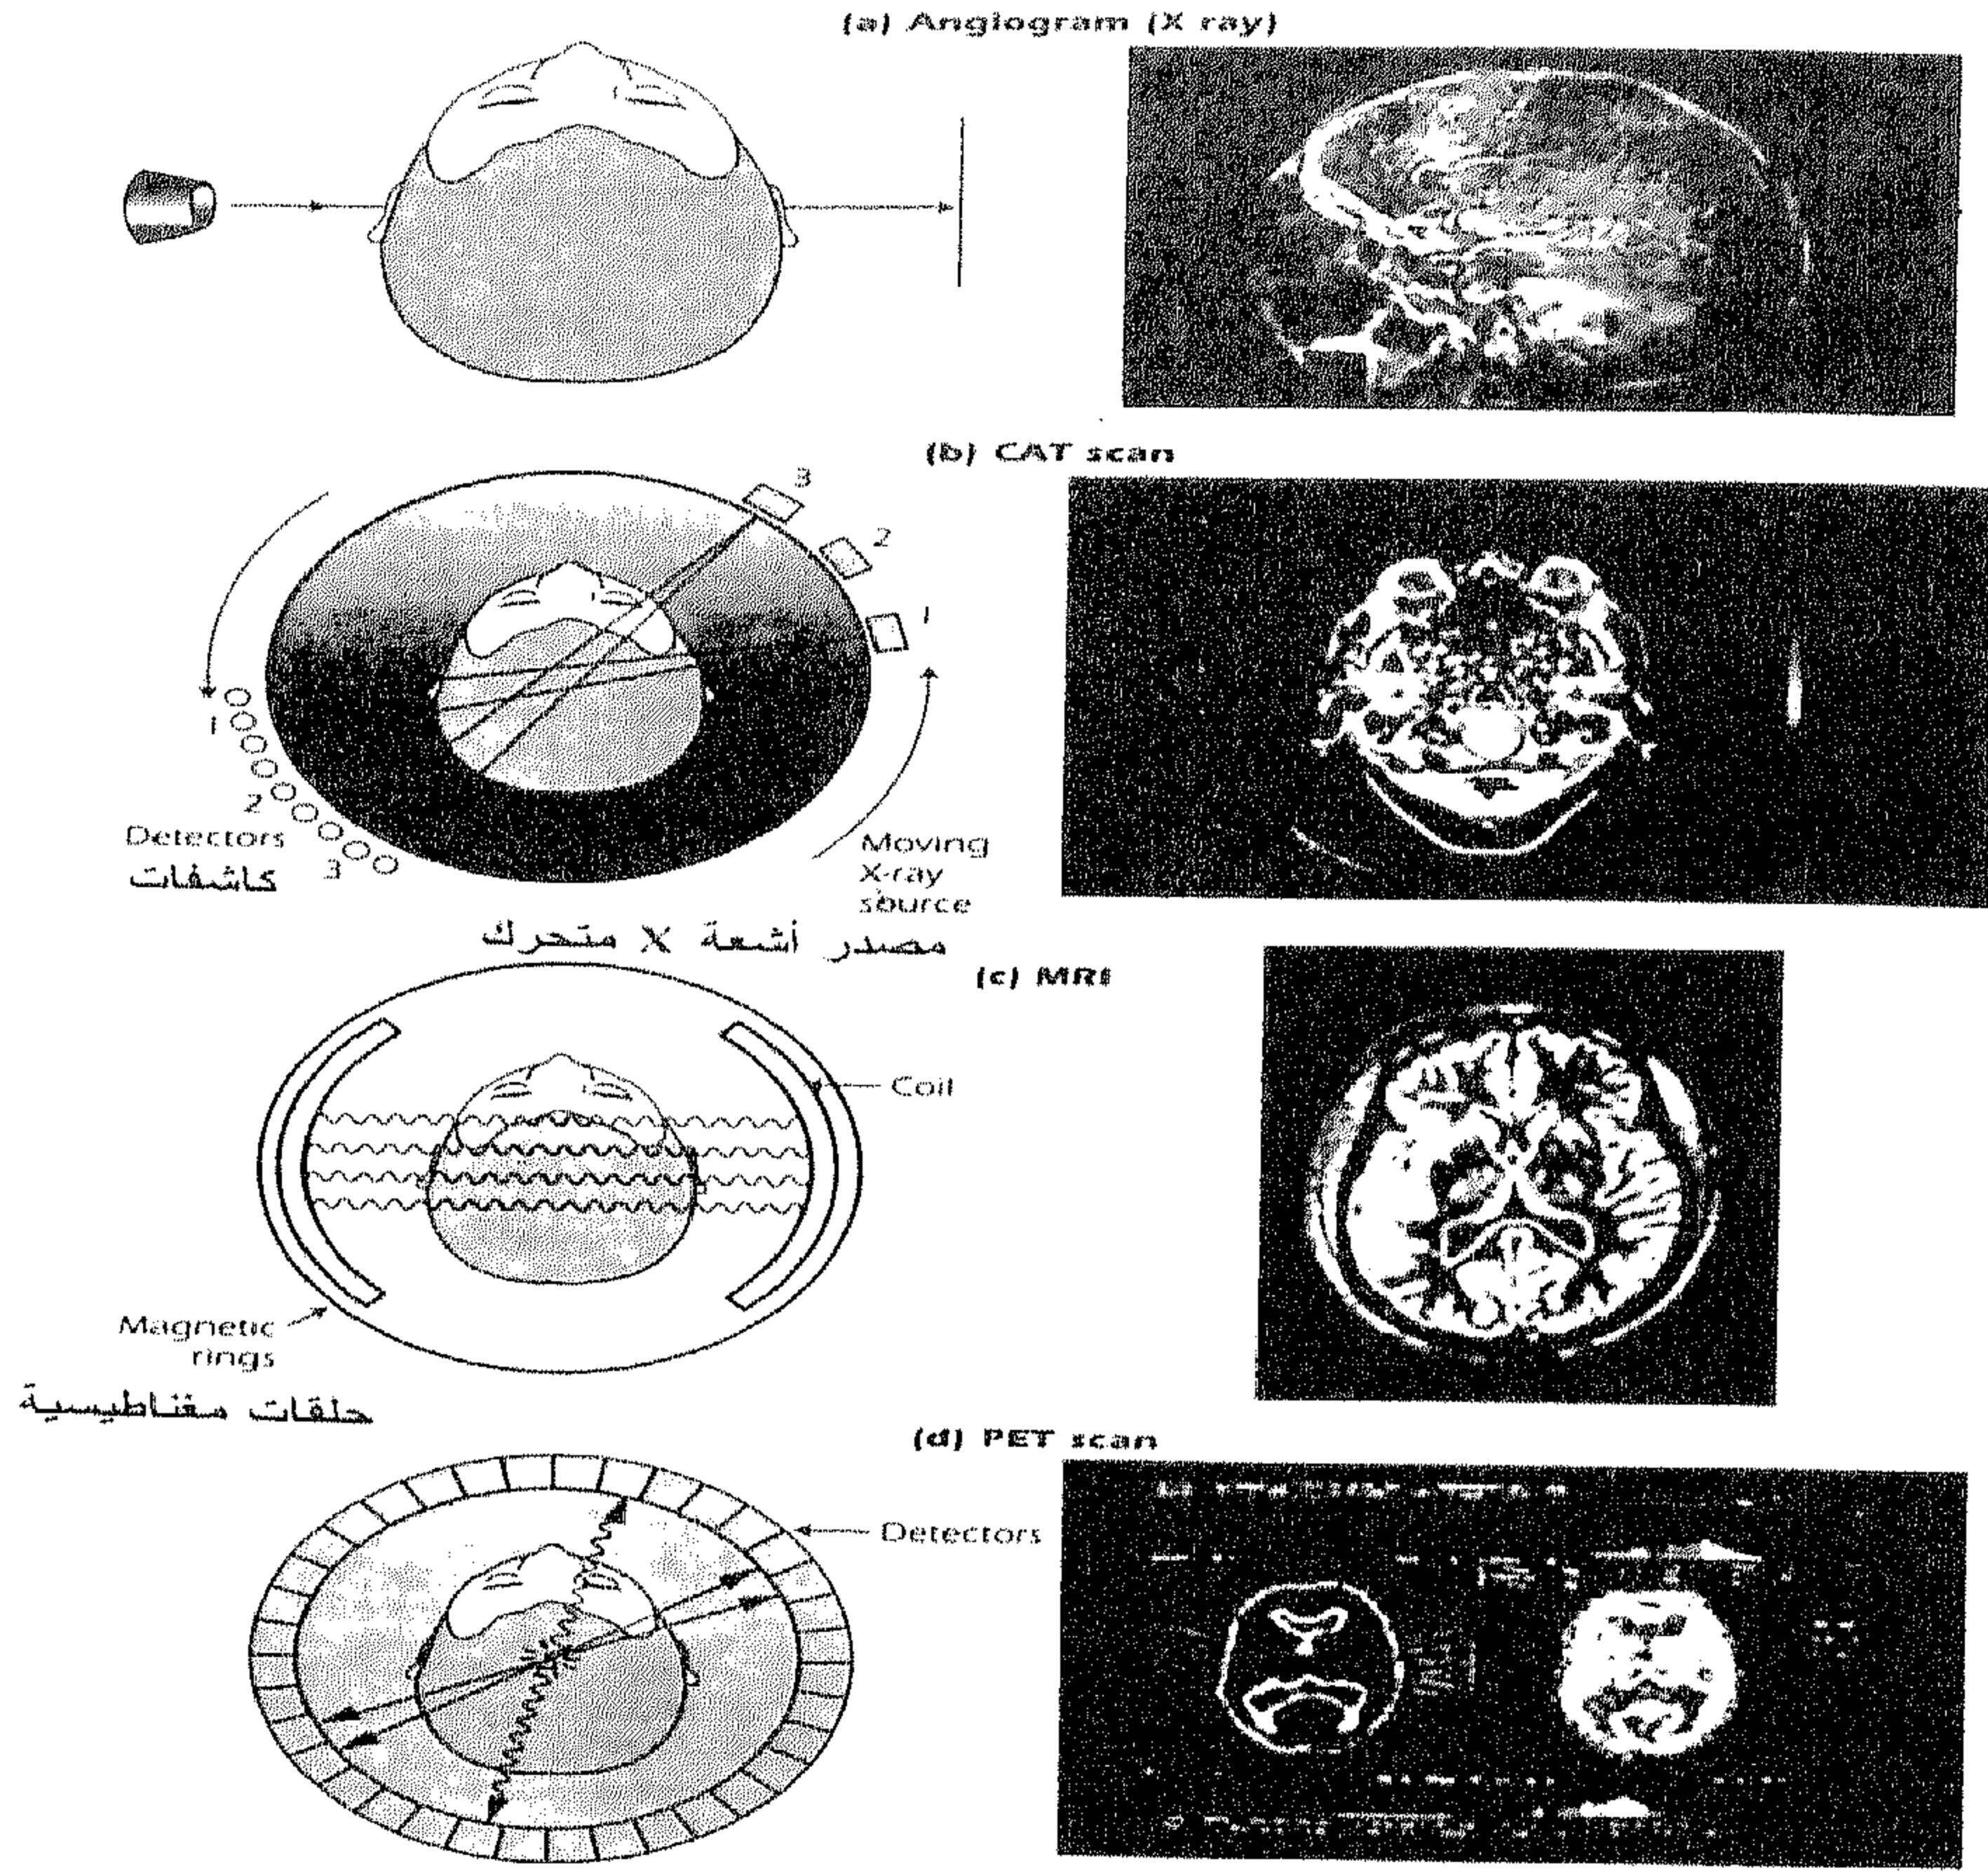 (a) Angiogram (X ray)
(b) CAT scan
3
2
1
1
2
Detectors
3
كاشفات
Moving
X-ray
source
مصدر أشعة X متحرك
(c) MRI
Coil
Magnetic
rings
حلقات مغناطيسية
(d) PET scan
Detectors